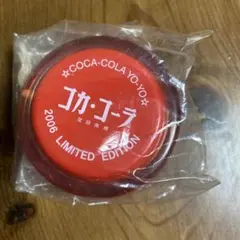 ☆COCA-COLA YO-YO☆
コカ・コーラ
2006 LIMITED EDITION